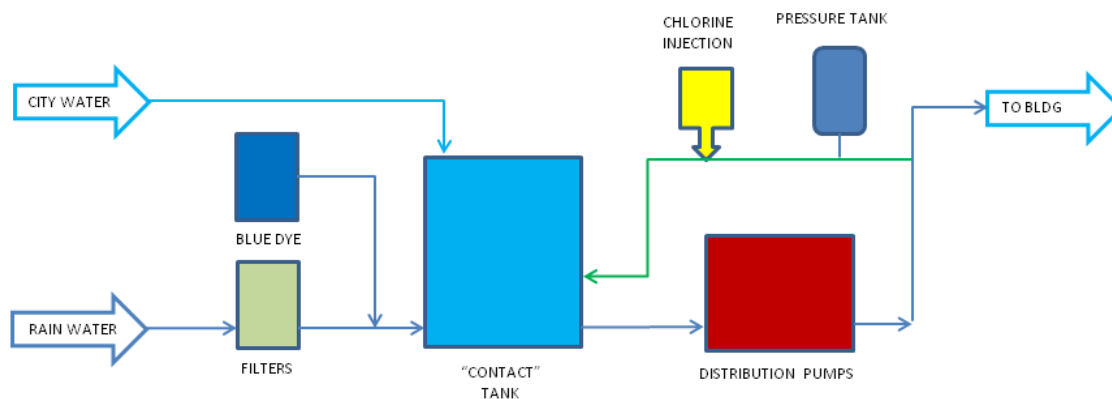 CHLORINE
INJECTION
PRESSURE TANK
CITY WATER
TO BLDG
BLUE DYE
RAIN WATER
FILTERS
"CONTACT"
TANK
DISTRIBUTION PUMPS